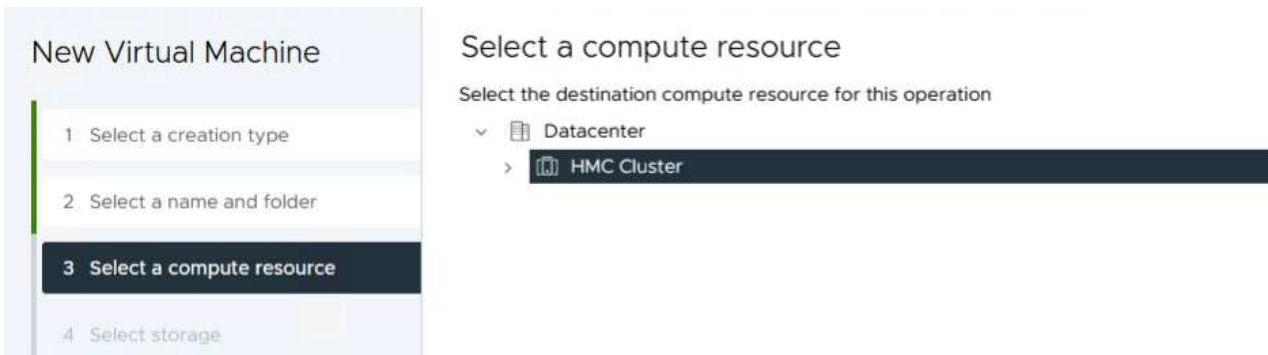 New Virtual Machine
1 Select a creation type
2 Select a name and folder
3 Select a compute resource
4 Select storage
Select a compute resource
Select the destination compute resource for this operation
Datacenter
HMC Cluster